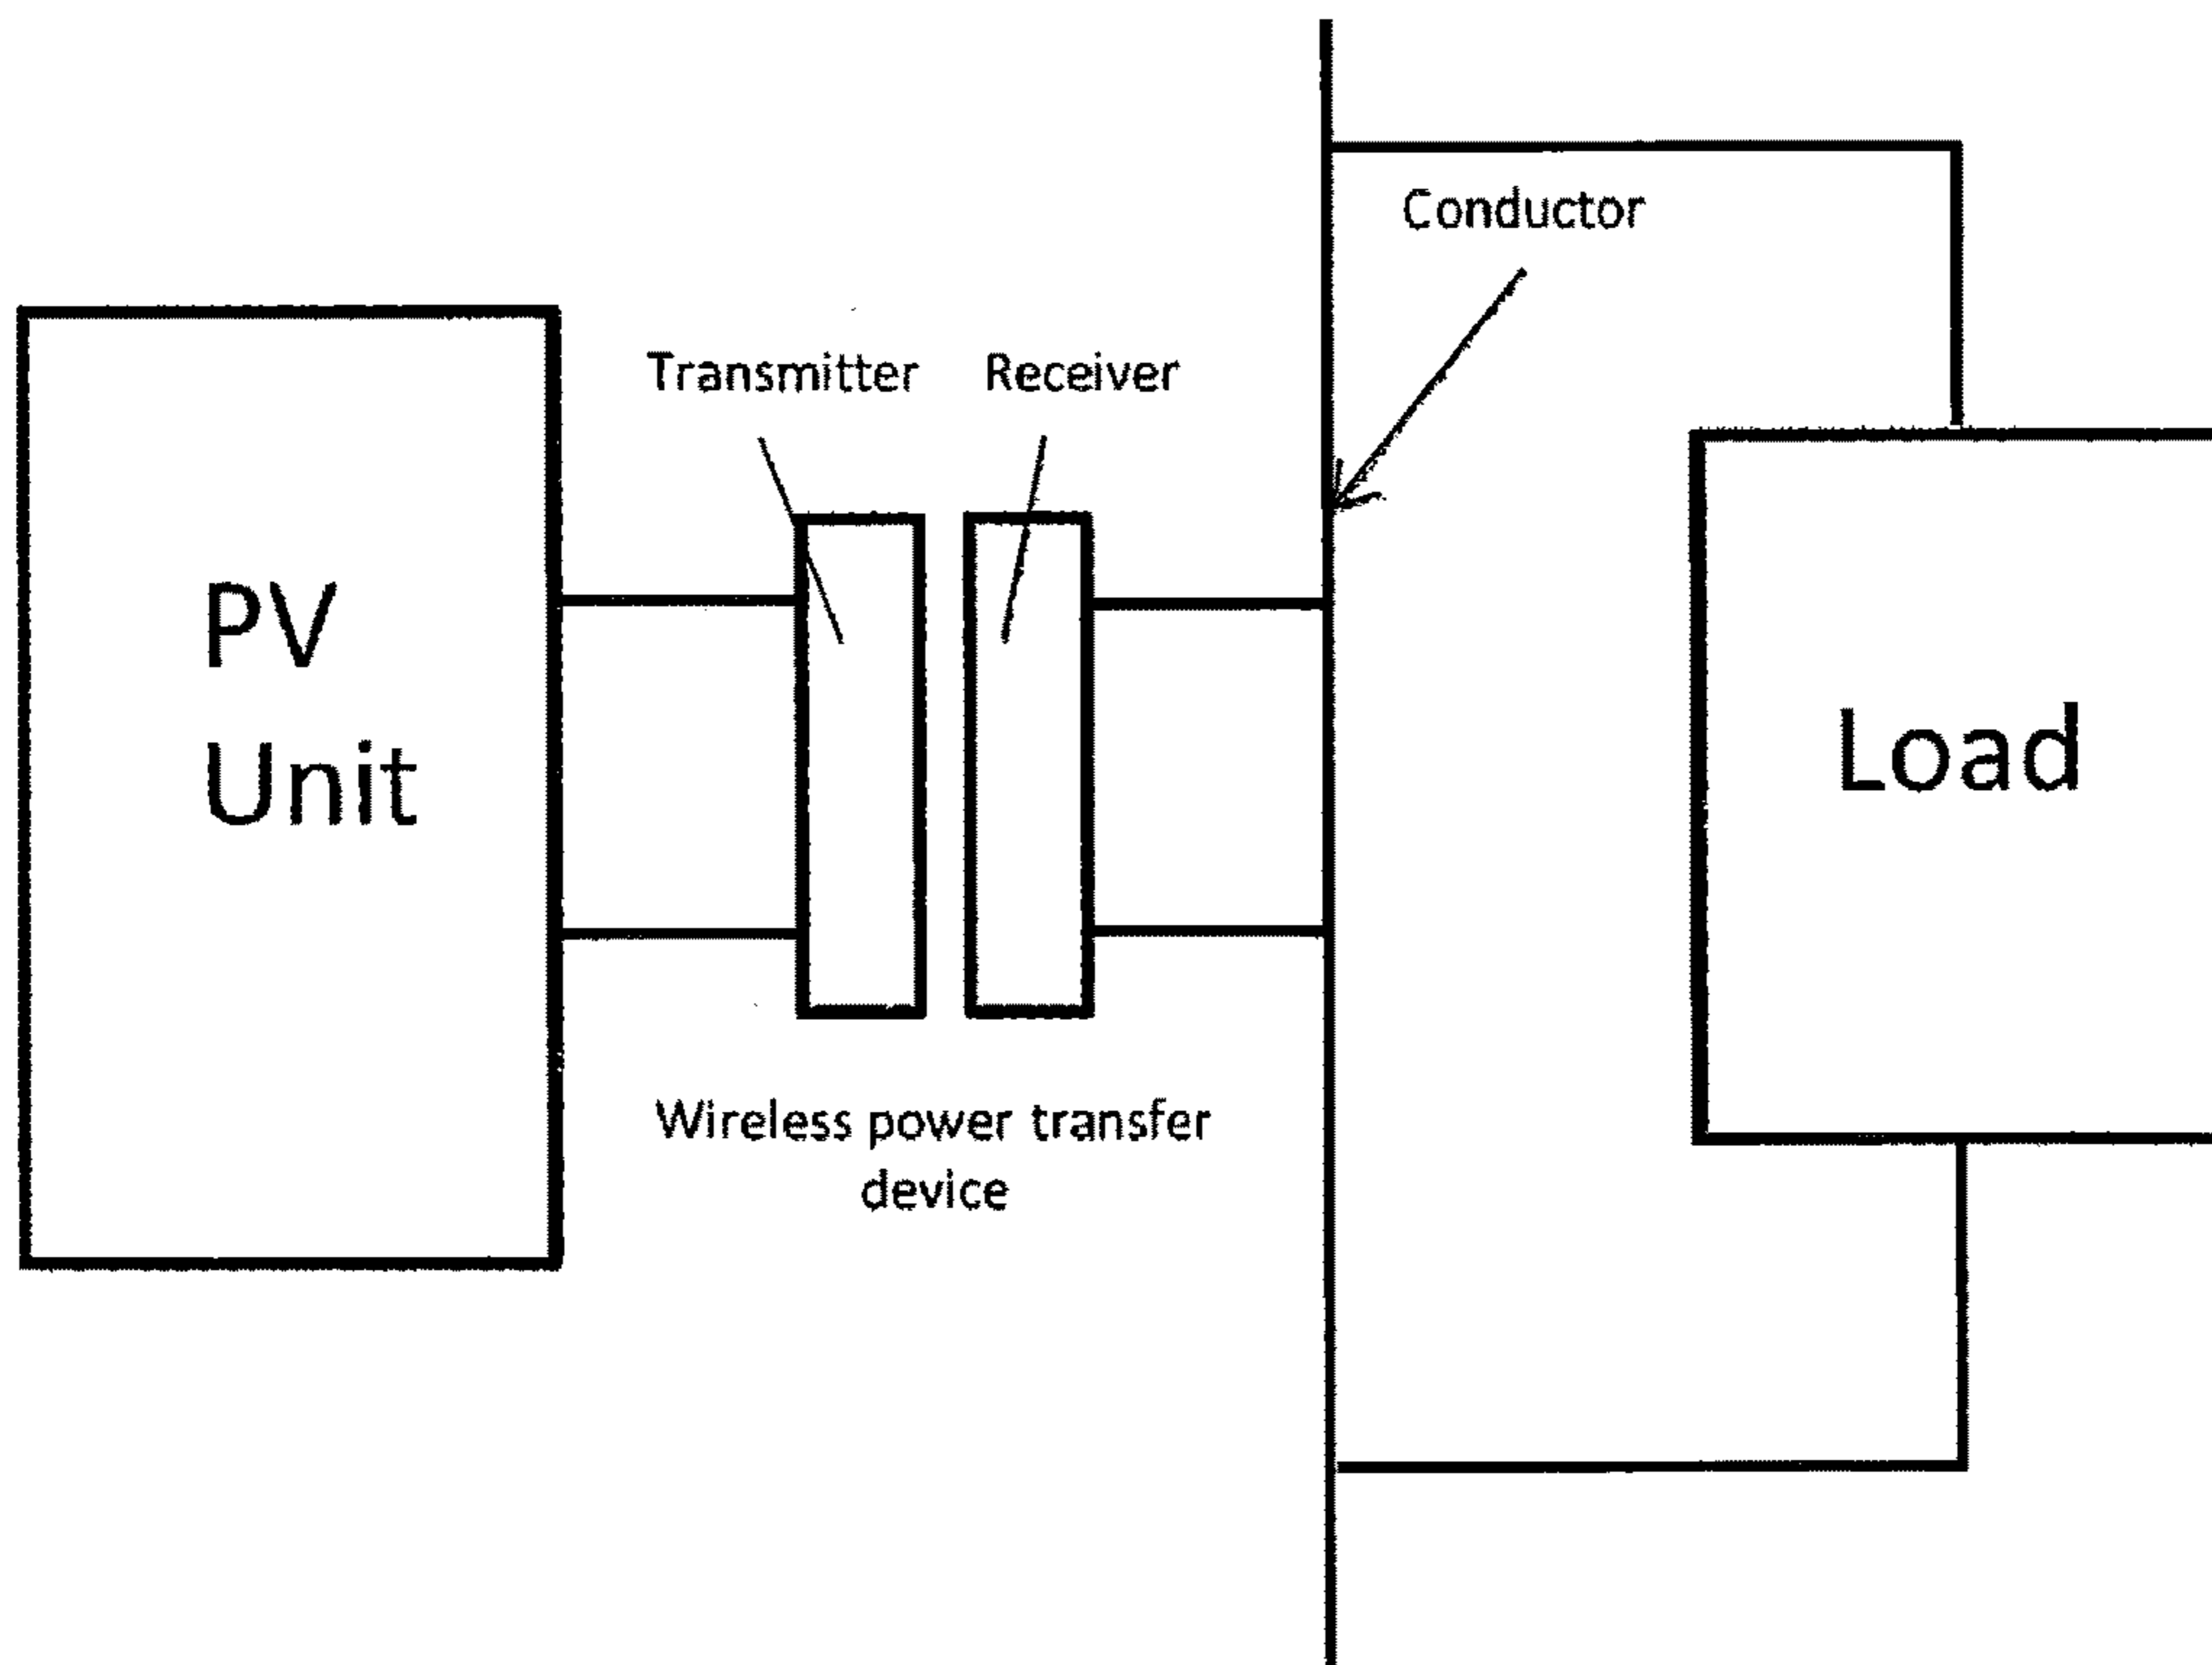 Conductor
Transmitter
Receiver
PV
Unit
Load
Wireless power transfer
device